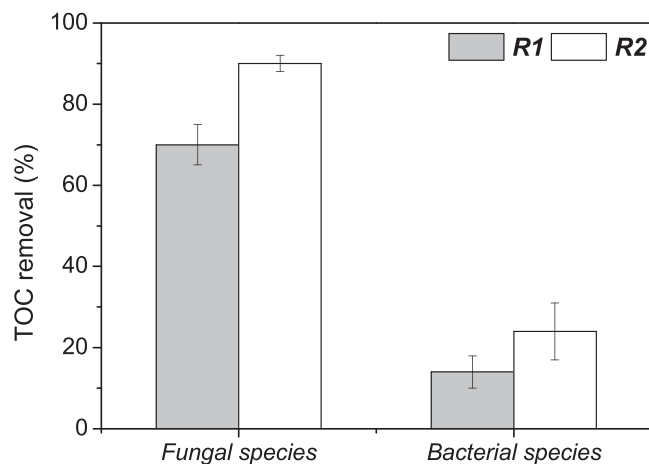 100
80
60
40
20
0
TOC removal (%)
R1 R2
Fungal species Bacterial species